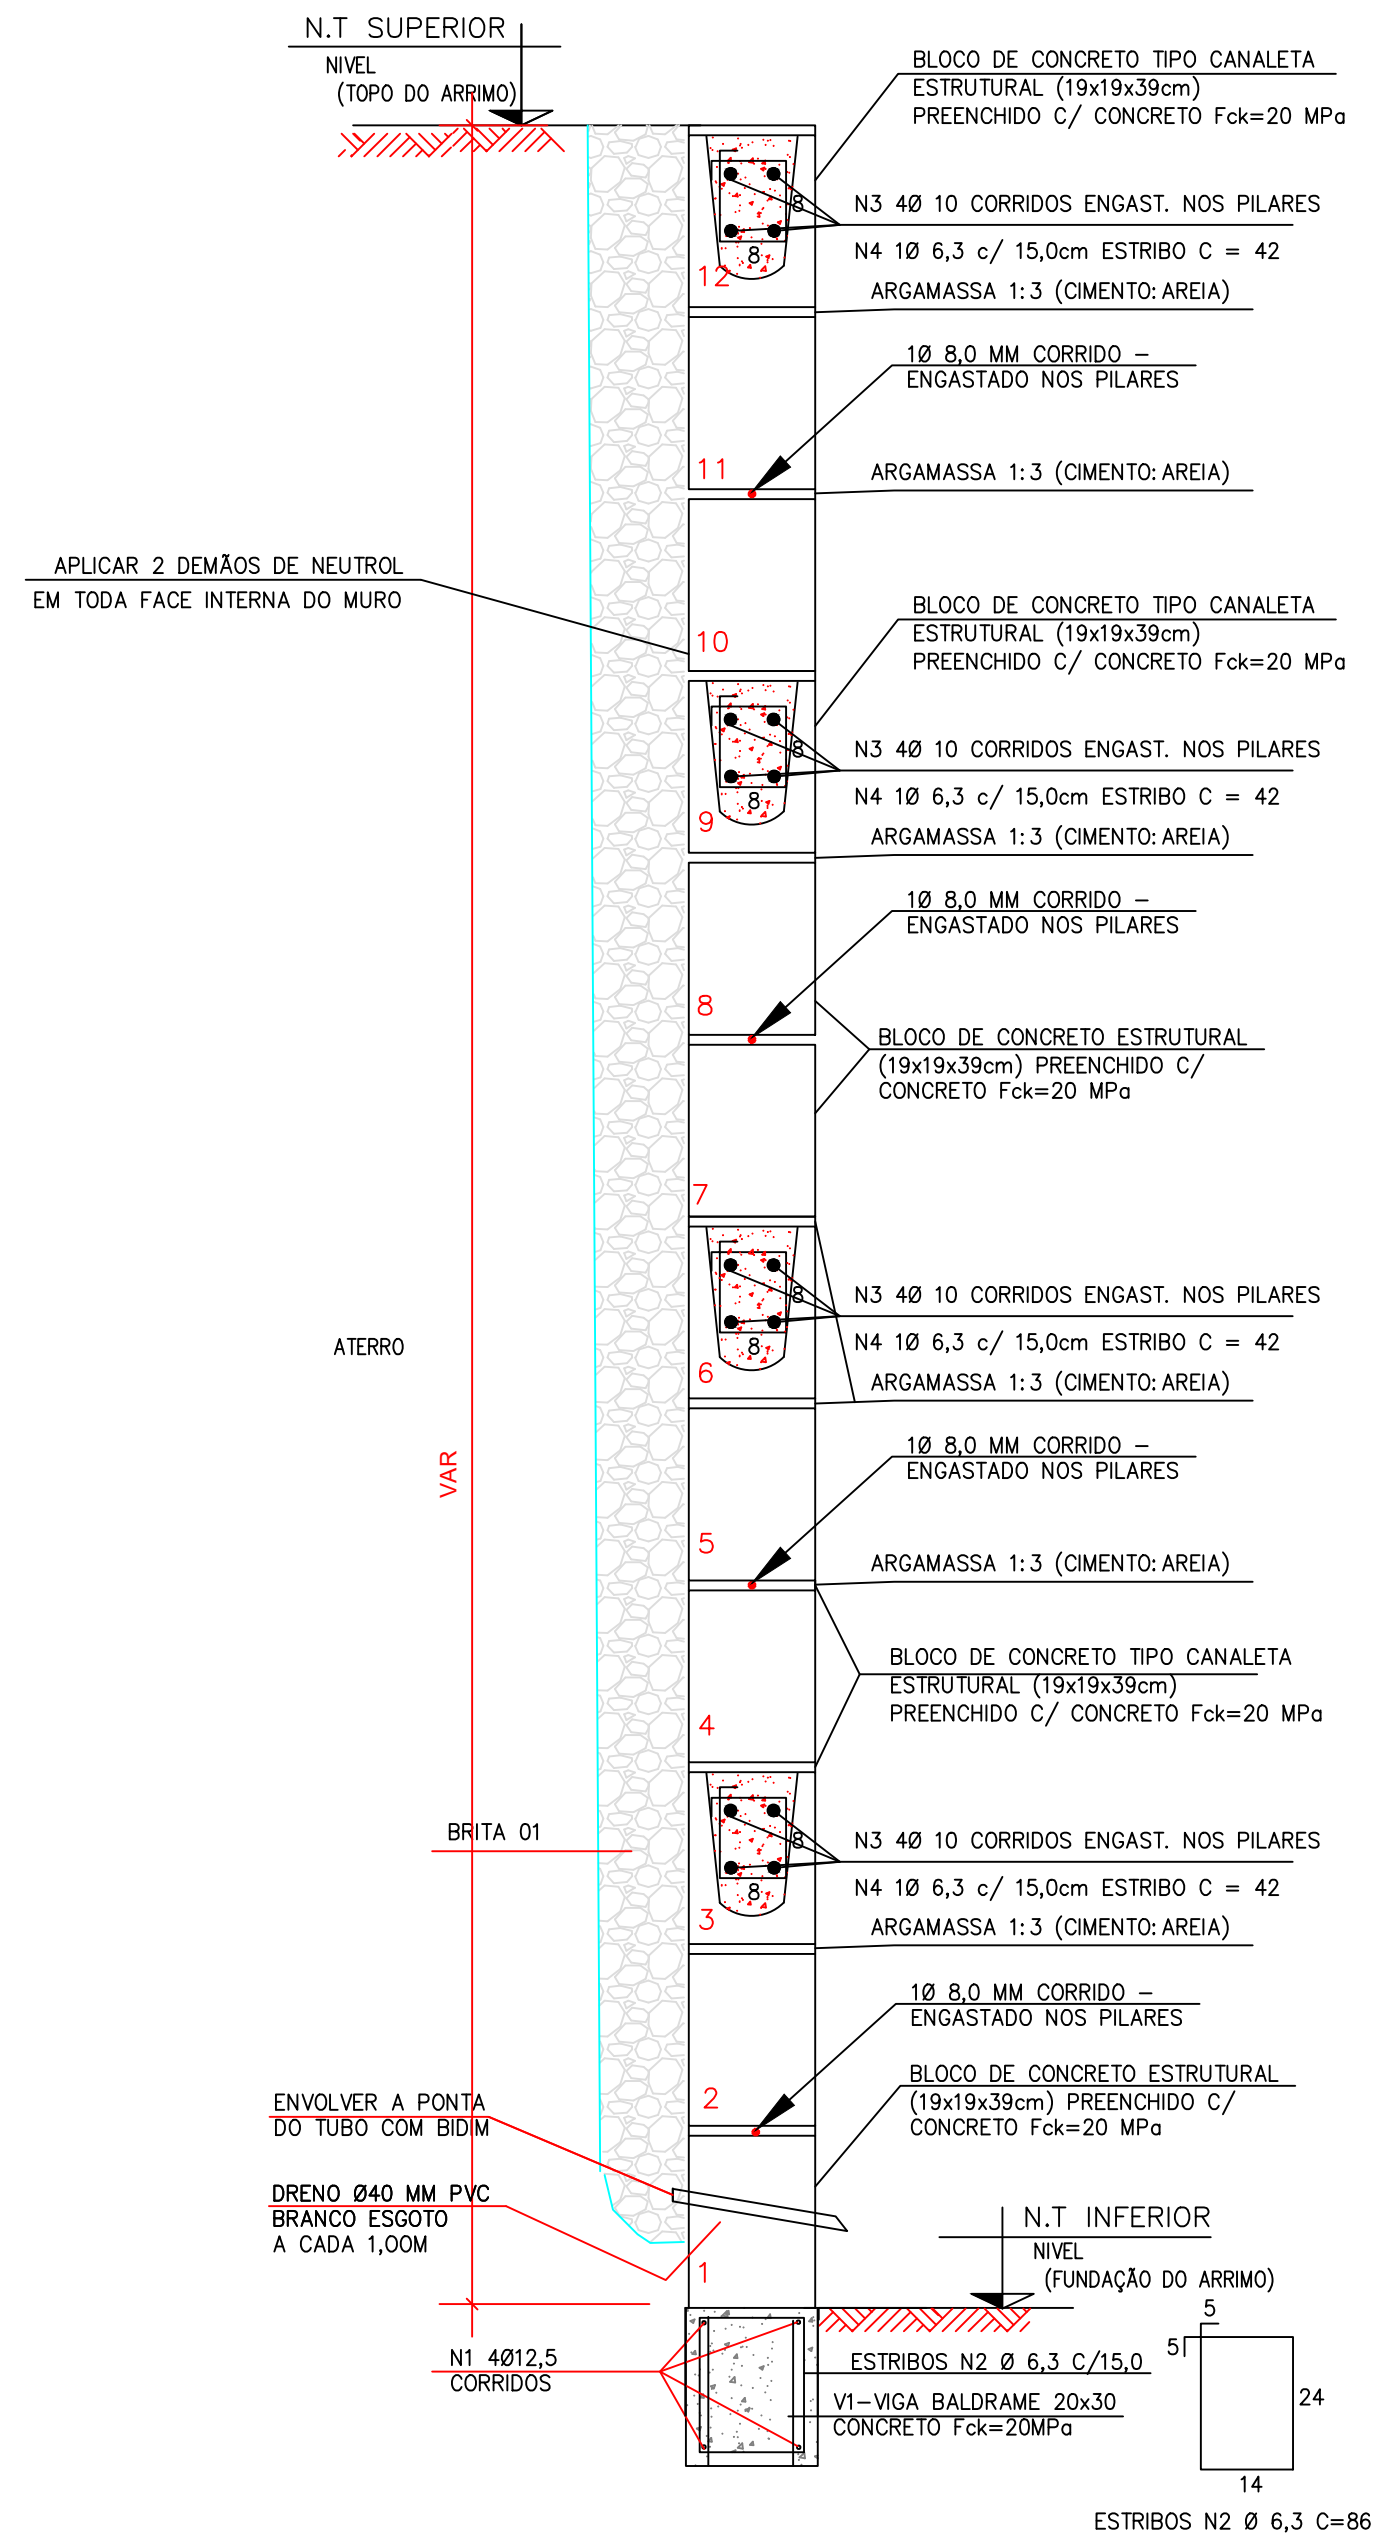 N.T SUPERIOR
NIVEL
(TOPO DO ARRIMO)
BLOCO DE CONCRETO TIPO CANALETA
ESTRUTURAL (19x19x39cm)
PREENCHIDO C/ CONCRETO Fck=20 MPa
8
N3 4Ø 10 CORRIDOS ENGAST. NOS PILARES
N4 1Ø 6,3 c/ 15,0cm ESTRIBO C = 42
8
12
ARGAMASSA 1:3 (CIMENTO:AREIA)
1Ø 8,0 MM CORRIDO –
ENGASTADO NOS PILARES
11
ARGAMASSA 1:3 (CIMENTO:AREIA)
APLICAR 2 DEMÃOS DE NEUTROL
EM TODA FACE INTERNA DO MURO
10
BLOCO DE CONCRETO TIPO CANALETA
ESTRUTURAL (19x19x39cm)
PREENCHIDO C/ CONCRETO Fck=20 MPa
8
N3 4Ø 10 CORRIDOS ENGAST. NOS PILARES
N4 1Ø 6,3 c/ 15,0cm ESTRIBO C = 42
8
9
ARGAMASSA 1:3 (CIMENTO:AREIA)
1Ø 8,0 MM CORRIDO –
ENGASTADO NOS PILARES
8
BLOCO DE CONCRETO ESTRUTURAL
(19x19x39cm) PREENCHIDO C/
CONCRETO Fck=20 MPa
7
8
N3 4Ø 10 CORRIDOS ENGAST. NOS PILARES
N4 1Ø 6,3 c/ 15,0cm ESTRIBO C = 42
8
ATERRO
6
ARGAMASSA 1:3 (CIMENTO:AREIA)
1Ø 8,0 MM CORRIDO –
ENGASTADO NOS PILARES
VAR
5
ARGAMASSA 1:3 (CIMENTO:AREIA)
BLOCO DE CONCRETO TIPO CANALETA
ESTRUTURAL (19x19x39cm)
PREENCHIDO C/ CONCRETO Fck=20 MPa
4
BRITA 01
8
N3 4Ø 10 CORRIDOS ENGAST. NOS PILARES
N4 1Ø 6,3 c/ 15,0cm ESTRIBO C = 42
8
3
ARGAMASSA 1:3 (CIMENTO:AREIA)
1Ø 8,0 MM CORRIDO –
ENGASTADO NOS PILARES
2
BLOCO DE CONCRETO ESTRUTURAL
(19x19x39cm) PREENCHIDO C/
CONCRETO Fck=20 MPa
ENVOLVER A PONTA
DO TUBO COM BIDIM
DRENO Ø40 MM PVC
BRANCO ESGOTO
A CADA 1,00M
1
N.T INFERIOR
NIVEL
(FUNDAÇÃO DO ARRIMO)
N1 4Ø12,5
CORRIDOS
ESTRIBOS N2 Ø 6,3 C/15,0
V1–VIGA BALDRAME 20x30
CONCRETO Fck=20MPa
5
5
24
14
ESTRIBOS N2 Ø 6,3 C=86